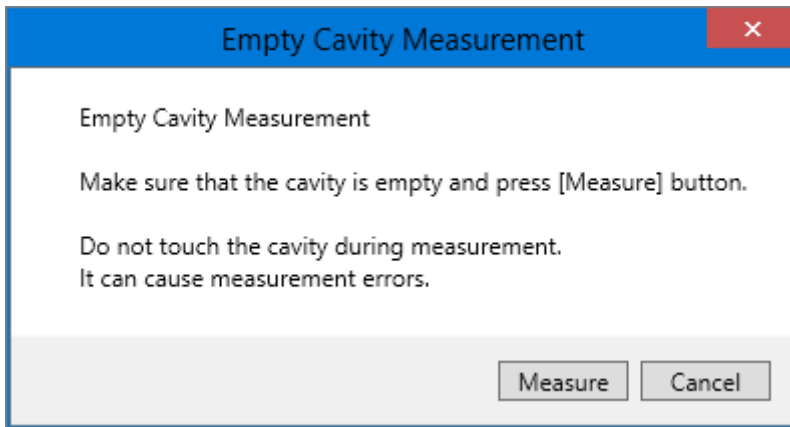 Empty Cavity Measurement
Empty Cavity Measurement
Make sure that the cavity is empty and press [Measure] button.
Do not touch the cavity during measurement.
It can cause measurement errors.
Measure
Cancel